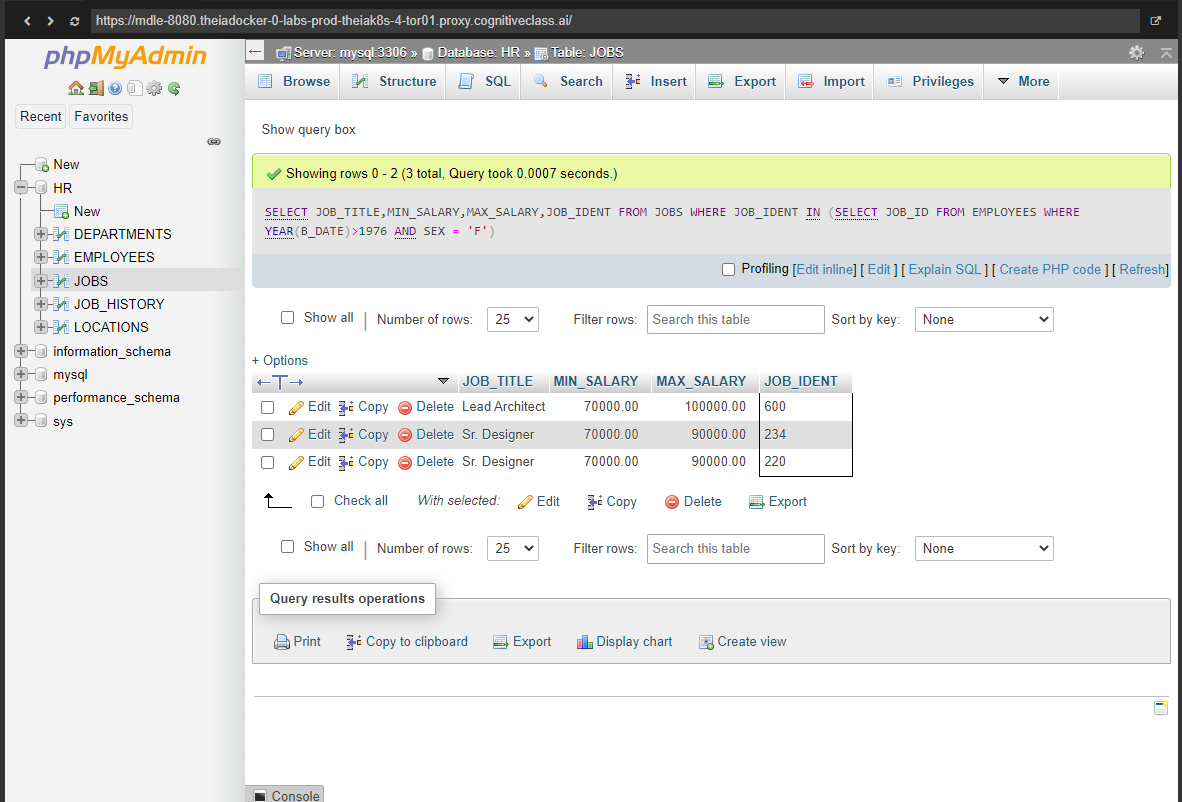 https://mdle-8080.theiadocker-0-labs-prod-theiak8s-4-tor01.proxy.cognitiveclass.ai/
phpMyAdmin
Recent Favorites
New
HR
New
DEPARTMENTS
EMPLOYEES
JOBS
JOB_HISTORY
LOCATIONS
information_schema
mysql
performance_schema
sys
Server: mysql:3306 » Database: HR » Table: JOBS
Browse Structure SQL Search Insert Export Import Privileges More
Show query box
Showing rows 0 - 2 (3 total, Query took 0.0007 seconds.)
SELECT JOB_TITLE,MIN_SALARY,MAX_SALARY,JOB_IDENT FROM JOBS WHERE JOB_IDENT IN (SELECT JOB_ID FROM EMPLOYEES WHERE
YEAR(B_DATE)>1976 AND SEX = 'F')
Profiling [Edit inline] [ Edit ] [ Explain SQL ] [ Create PHP code ] [ Refresh]
Show all | Number of rows: 25 Filter rows: Search this table Sort by key: None
+ Options
←T→ JOB_TITLE MIN_SALARY MAX_SALARY JOB_IDENT
Edit Copy Delete Lead Architect 70000.00 100000.00 600
Edit Copy Delete Sr. Designer 70000.00 90000.00 234
Edit Copy Delete Sr. Designer 70000.00 90000.00 220
Check all With selected: Edit Copy Delete Export
Show all | Number of rows: 25 Filter rows: Search this table Sort by key: None
Query results operations
Print Copy to clipboard Export Display chart Create view
Console